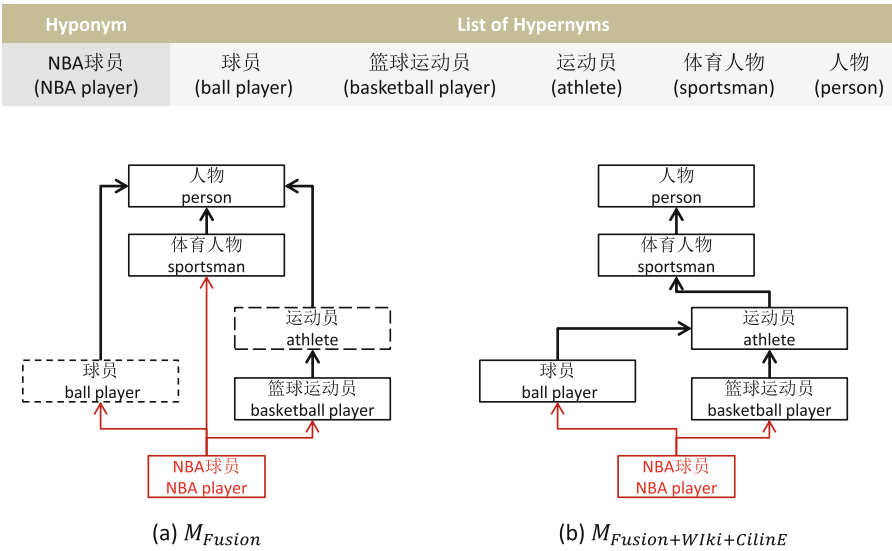 Hyponym List of Hypernyms
NBA球员 球员 篮球运动员 运动员 体育人物 人物
(NBA player) (ball player) (basketball player) (athlete) (sportsman) (person)
人物
person
体育人物
sportsman
运动员
athlete
球员
ball player
篮球运动员
basketball player
NBA球员
NBA player
(a) M_Fusion
人物
person
体育人物
sportsman
运动员
athlete
球员
ball player
篮球运动员
basketball player
NBA球员
NBA player
(b) M_Fusion+WIki+CilinE